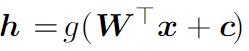 h = g(W⊤x + c)